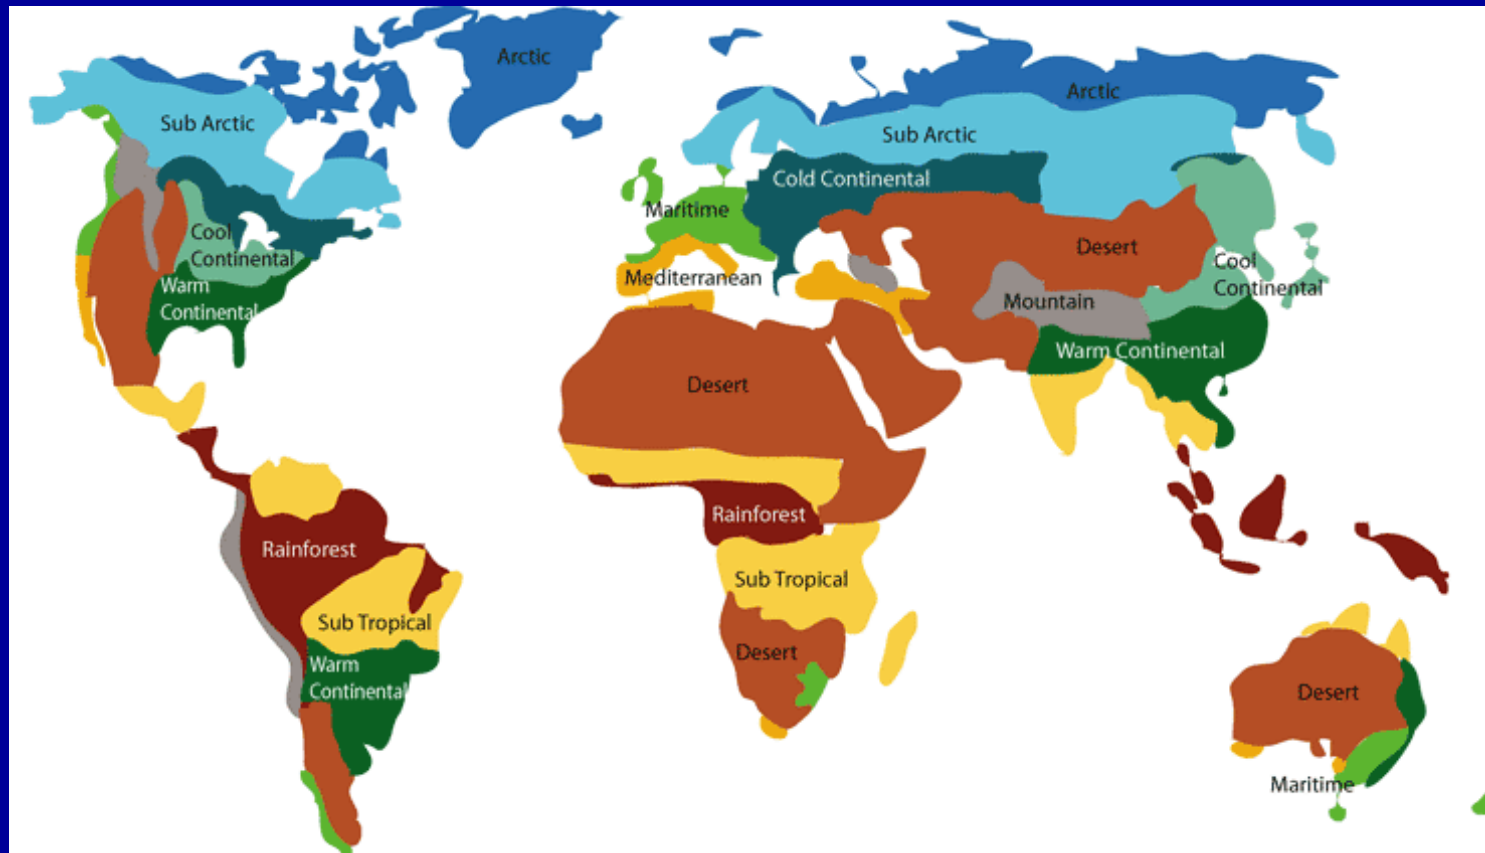 Arctic
Arctic
Sub Arctic
Sub Arctic
Cold Continental
Maritime
Cool
Continental
Desert
Cool
Continental
Mediterranean
Warm
Continental
Mountain
Warm Continental
Desert
Rainforest
Rainforest
Sub Tropical
Sub Tropical
Desert
Warm
Continental
Desert
Maritime